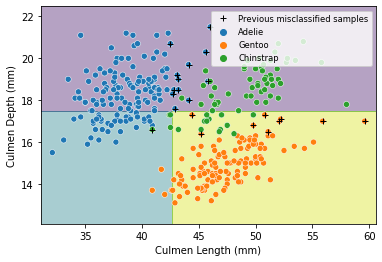 22
20
18
16
14
Culmen Depth (mm)
Previous misclassified samples
Adelie
Gentoo
Chinstrap
35
40
45
50
55
60
Culmen Length (mm)